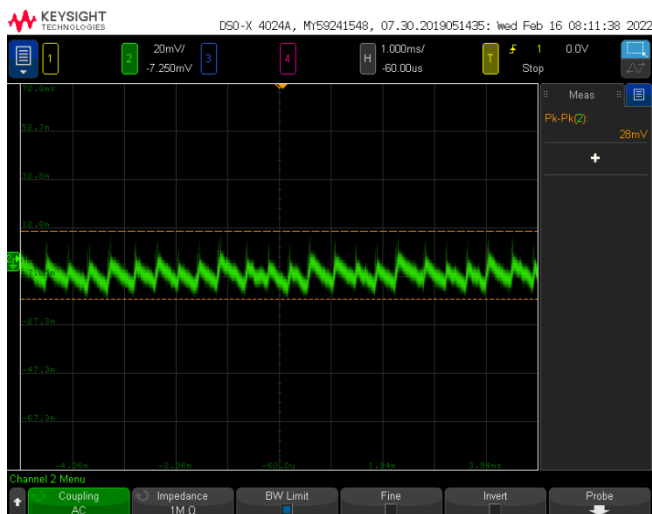 KEYSIGHT
TECHNOLOGIES
DSO-X 4024A, MY59241548, 07.30.2019051435: Wed Feb 16 08:11:38 2022
1
2
20mV/
-7.250mV
3
4
H
1.000ms/
-60.00us
T
1
0.0V
Stop
72.8mV
52.7m
32.8m
12.8m
-27.3m
-47.3m
-67.3m
-4.06m
-2.06m
-60.0u
1.94m
3.94ms
Meas
Pk-Pk(2):
28mV
Channel 2 Menu
Coupling
AC
Impedance
1M Ω
BW Limit
Fine
Invert
Probe